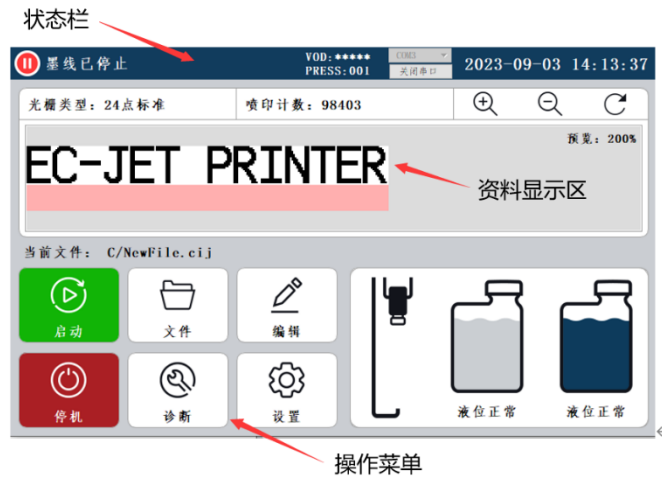 状态栏
墨线已停止
VOD:*****
PRESS:001
COM3
关闭串口
2023-09-03 14:13:37
光栅类型：24点标准
喷印计数：98403
预览：200%
EC-JET PRINTER
资料显示区
当前文件： C/NewFile.cij
启动
文件
编辑
停机
诊断
设置
液位正常
液位正常
操作菜单